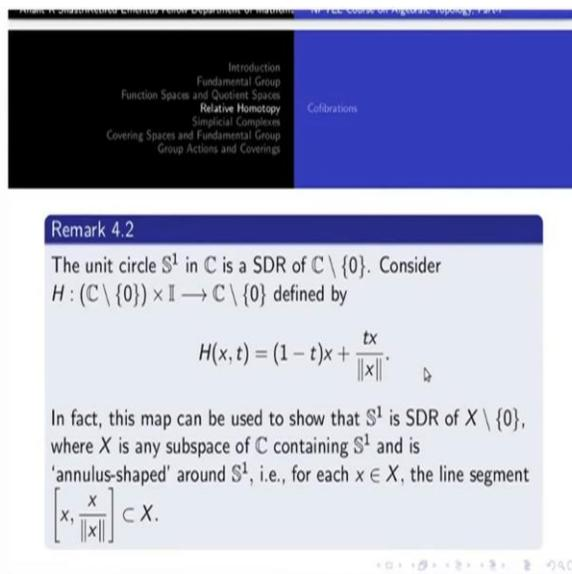 Introduction
Fundamental Group
Function Spaces and Quotient Spaces
Relative Homotopy
Simplicial Complexes
Covering Spaces and Fundamental Group
Group Actions and Coverings
Cofibrations
Remark 4.2
The unit circle 𝕊¹ in ℂ is a SDR of ℂ \ {0}. Consider
H : (ℂ \ {0}) × 𝕀 ⟶ ℂ \ {0} defined by
H(x, t) = (1 − t)x + tx/‖x‖.
In fact, this map can be used to show that 𝕊¹ is SDR of X \ {0},
where X is any subspace of ℂ containing 𝕊¹ and is
'annulus-shaped' around 𝕊¹, i.e., for each x ∈ X, the line segment
[x, x/‖x‖] ⊂ X.